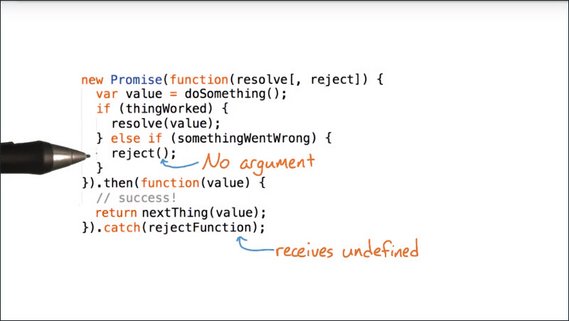 new Promise(function(resolve[, reject]) {
var value = doSomething();
if (thingWorked) {
resolve(value);
} else if (somethingWentWrong) {
reject();
No argument
}
}).then(function(value) {
// success!
return nextThing(value);
}).catch(rejectFunction);
receives undefined